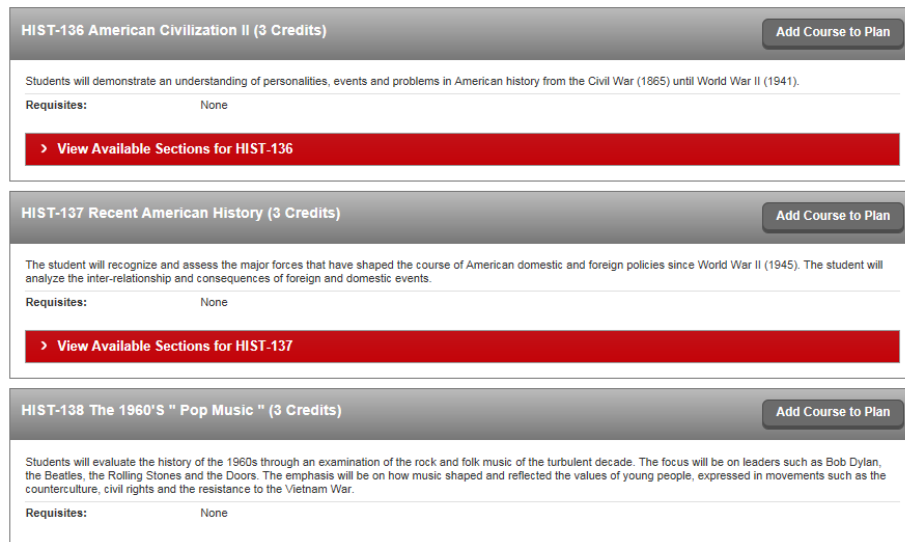 HIST-136 American Civilization II (3 Credits)
Add Course to Plan
Students will demonstrate an understanding of personalities, events and problems in American history from the Civil War (1865) until World War II (1941).
Requisites: None
> View Available Sections for HIST-136
HIST-137 Recent American History (3 Credits)
Add Course to Plan
The student will recognize and assess the major forces that have shaped the course of American domestic and foreign policies since World War II (1945). The student will
analyze the inter-relationship and consequences of foreign and domestic events.
Requisites: None
> View Available Sections for HIST-137
HIST-138 The 1960'S " Pop Music " (3 Credits)
Add Course to Plan
Students will evaluate the history of the 1960s through an examination of the rock and folk music of the turbulent decade. The focus will be on leaders such as Bob Dylan,
the Beatles, the Rolling Stones and the Doors. The emphasis will be on how music shaped and reflected the values of young people, expressed in movements such as the
counterculture, civil rights and the resistance to the Vietnam War.
Requisites: None